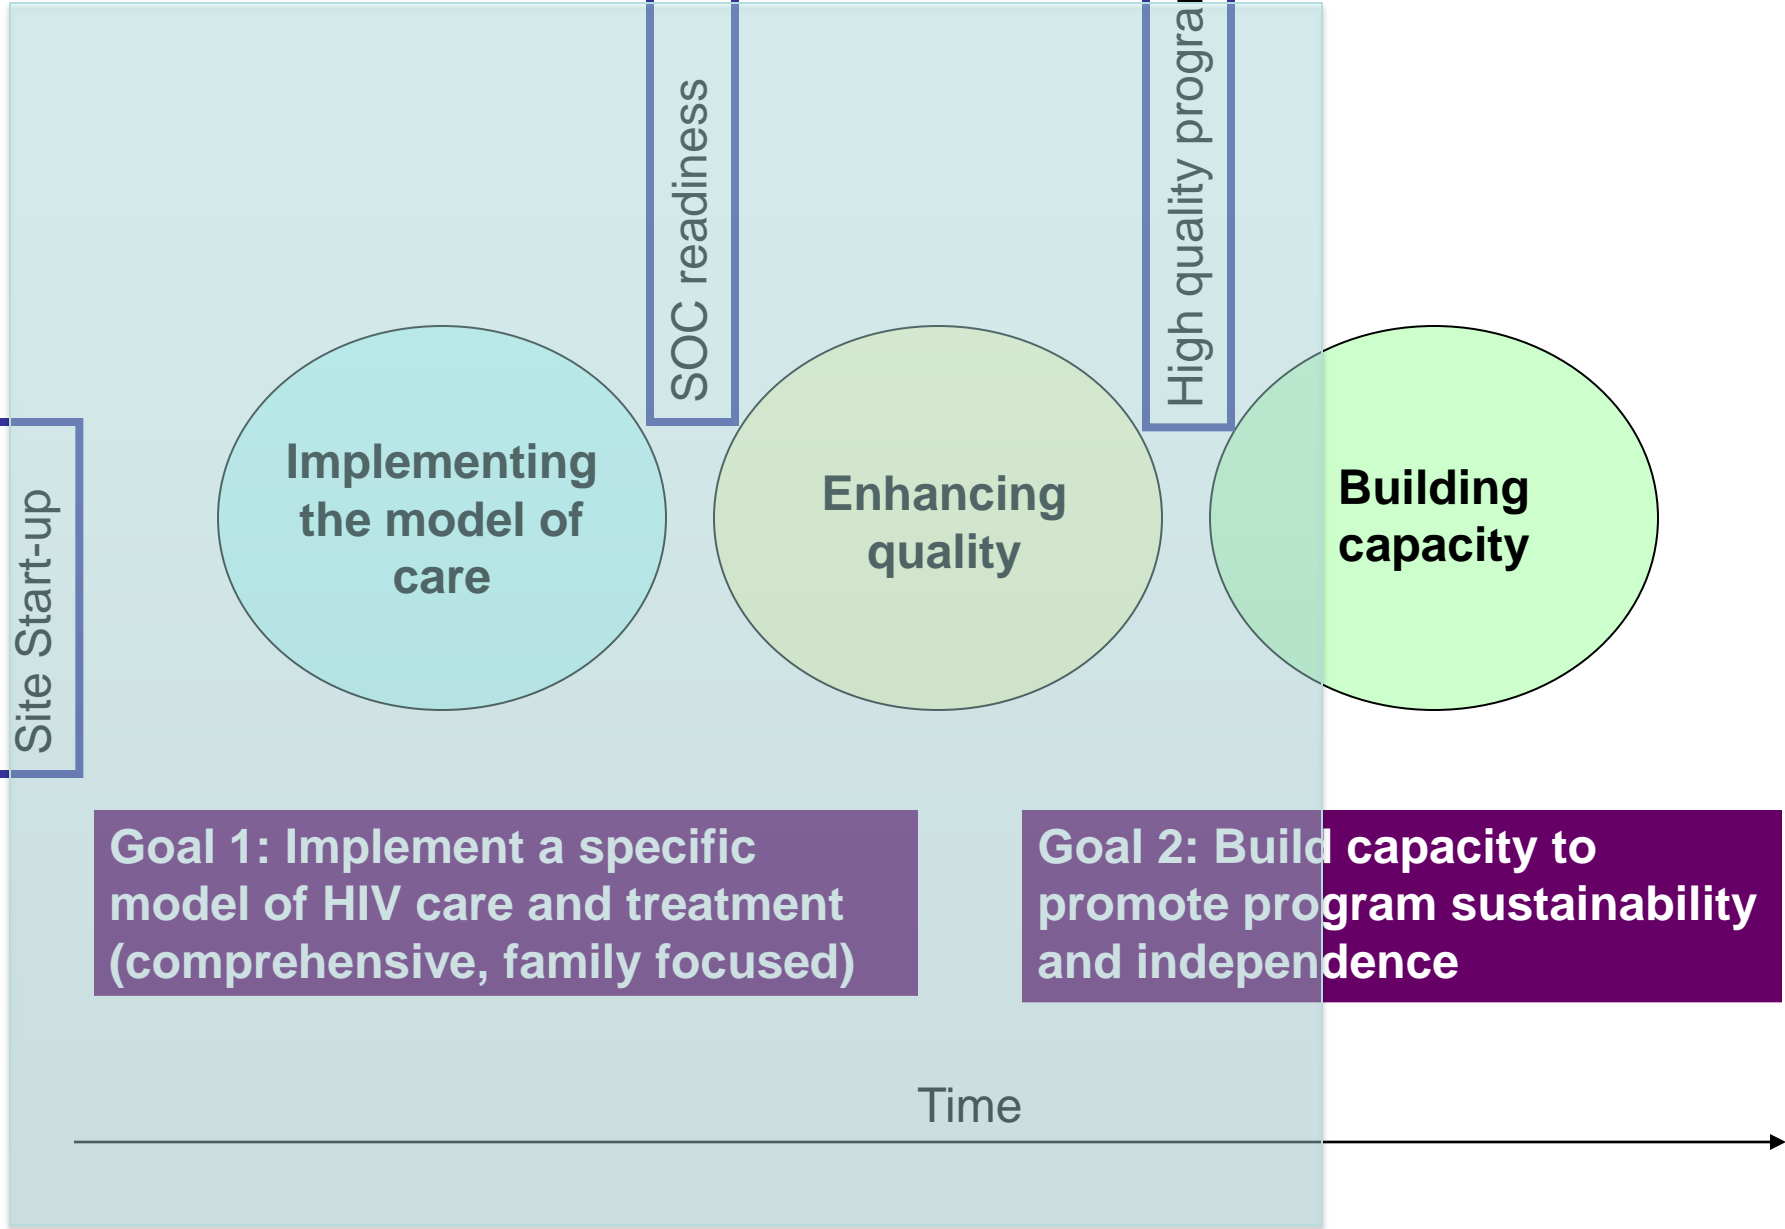 SOC readiness
High quality
Site Start-up
Implementing
the model of
care
Enhancing
quality
Building
capacity
Goal 1: Implement a specific
model of HIV care and treatment
(comprehensive, family focused)
Goal 2: Build capacity to
promote program sustainability
and independence
Time